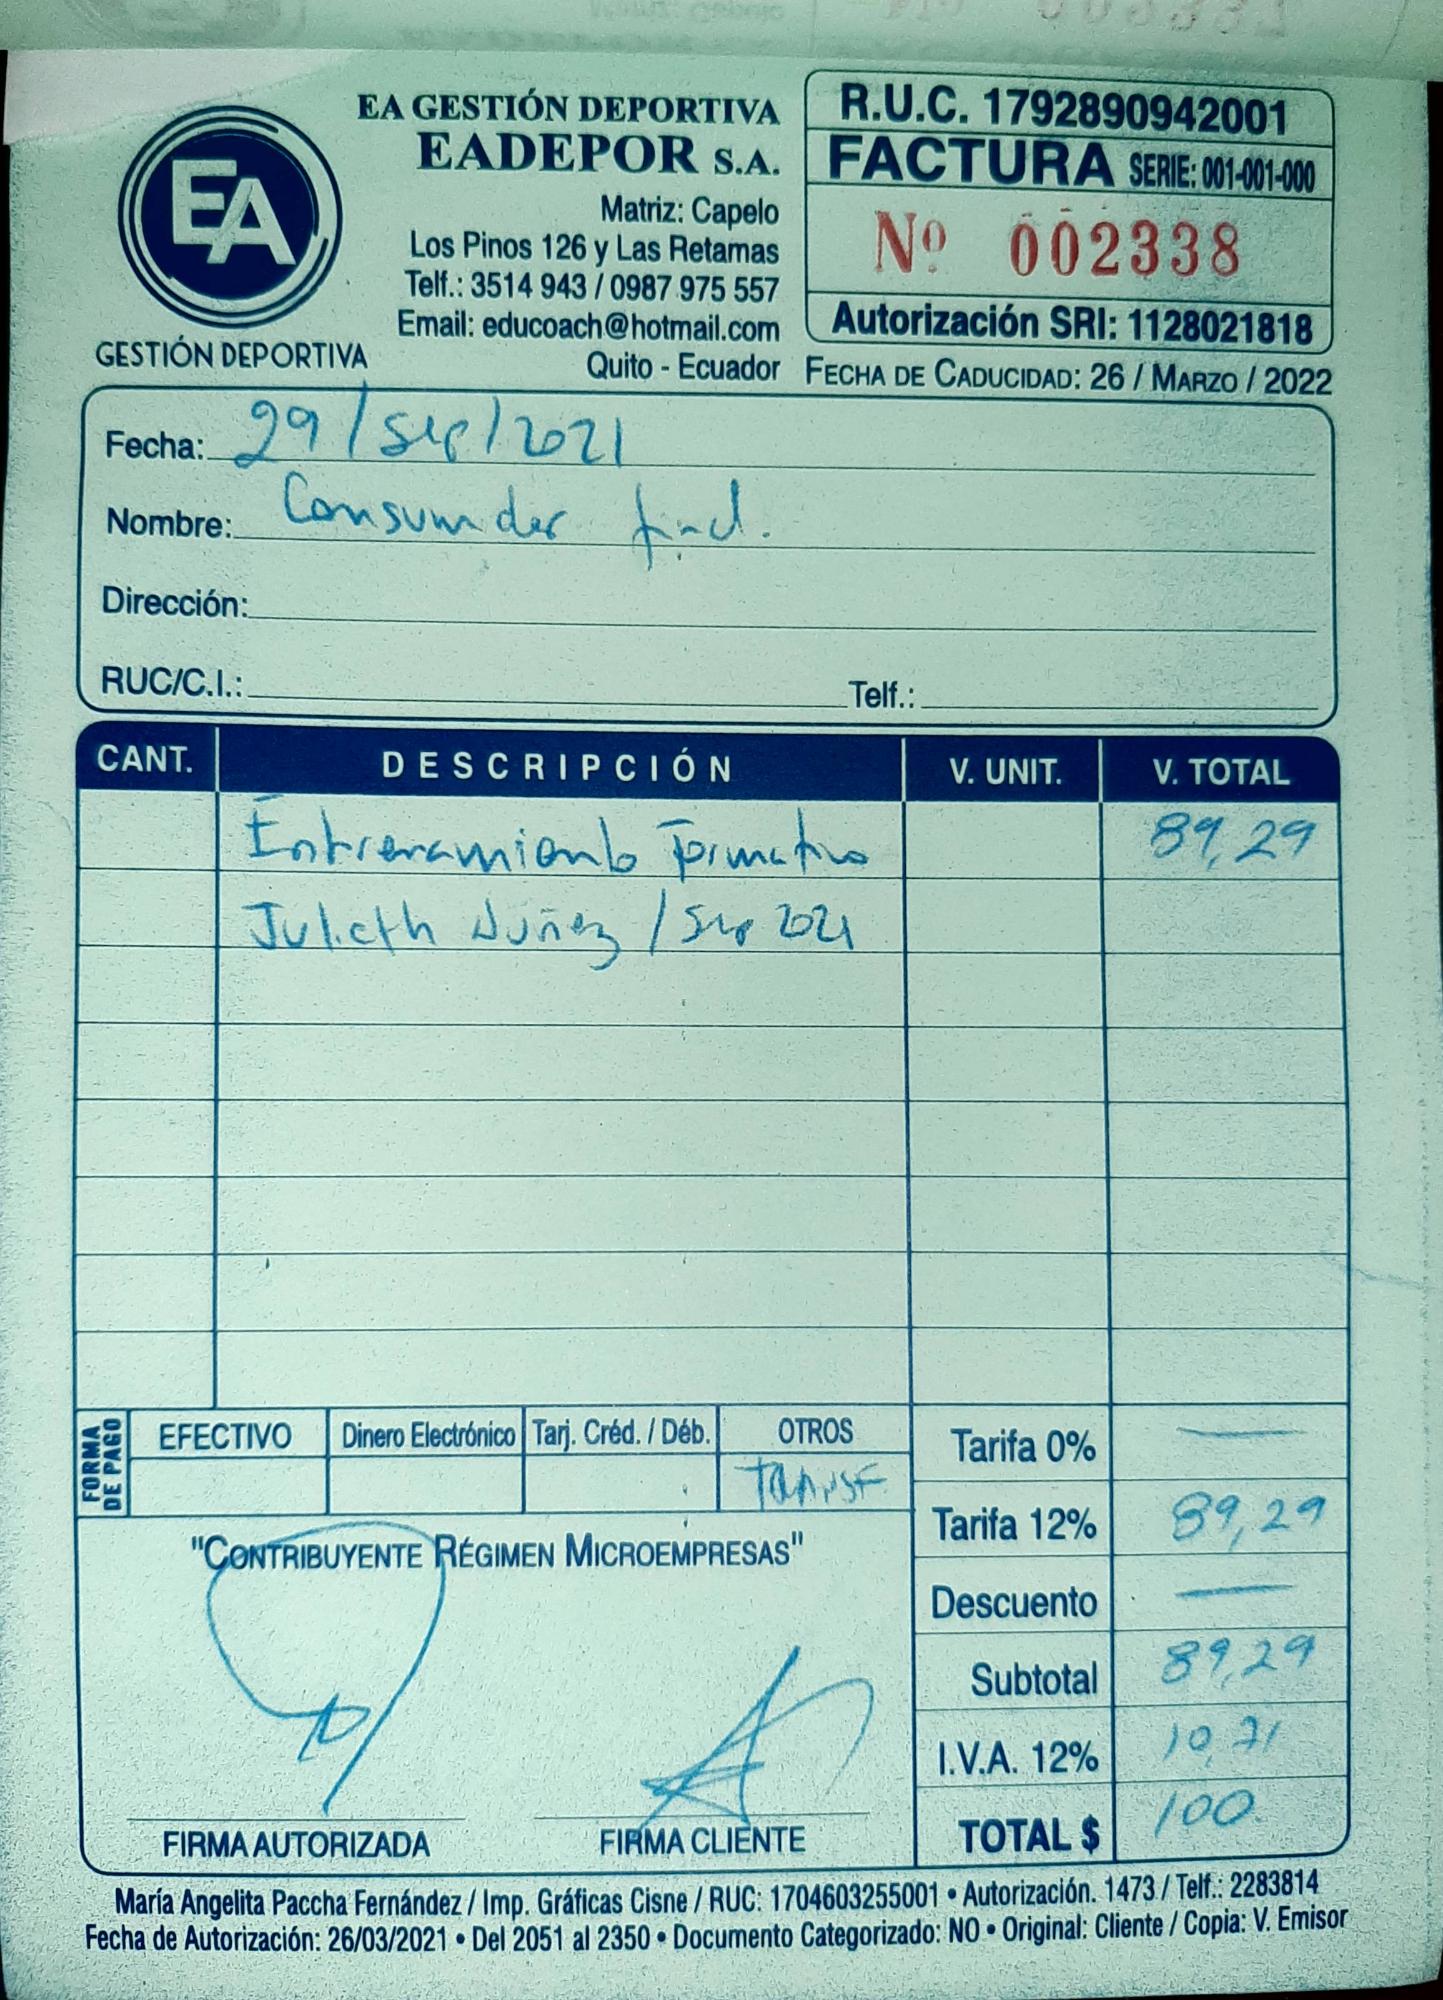 EA GESTIÓN DEPORTIVA
EADEPOR S.A.
Matriz: Capelo
Los Pinos 126 y Las Retamas
Telf.: 3514 943 / 0987 975 557
Email: educoach@hotmail.com
Quito - Ecuador
EA
GESTIÓN DEPORTIVA
R.U.C. 1792890942001
FACTURA SERIE: 001-001-000
Nº 002338
Autorización SRI: 1128021818
FECHA DE CADUCIDAD: 26 / MARZO / 2022
Fecha: 29/Sep/2021
Nombre: Consumidor final.
Dirección:
RUC/C.I.: Telf.:
CANT. DESCRIPCIÓN V. UNIT. V. TOTAL
Entrenamiento Formativo 89,29
Julieth Núñez / Sep 2021
FORMA DE PAGO
EFECTIVO Dinero Electrónico Tarj. Créd. / Déb. OTROS
TRANSF
Tarifa 0% —
Tarifa 12% 89,29
Descuento —
Subtotal 89,29
I.V.A. 12% 10,71
TOTAL $ 100
"CONTRIBUYENTE RÉGIMEN MICROEMPRESAS"
FIRMA AUTORIZADA FIRMA CLIENTE
María Angelita Paccha Fernández / Imp. Gráficas Cisne / RUC: 1704603255001 • Autorización. 1473 / Telf.: 2283814
Fecha de Autorización: 26/03/2021 • Del 2051 al 2350 • Documento Categorizado: NO • Original: Cliente / Copia: V. Emisor